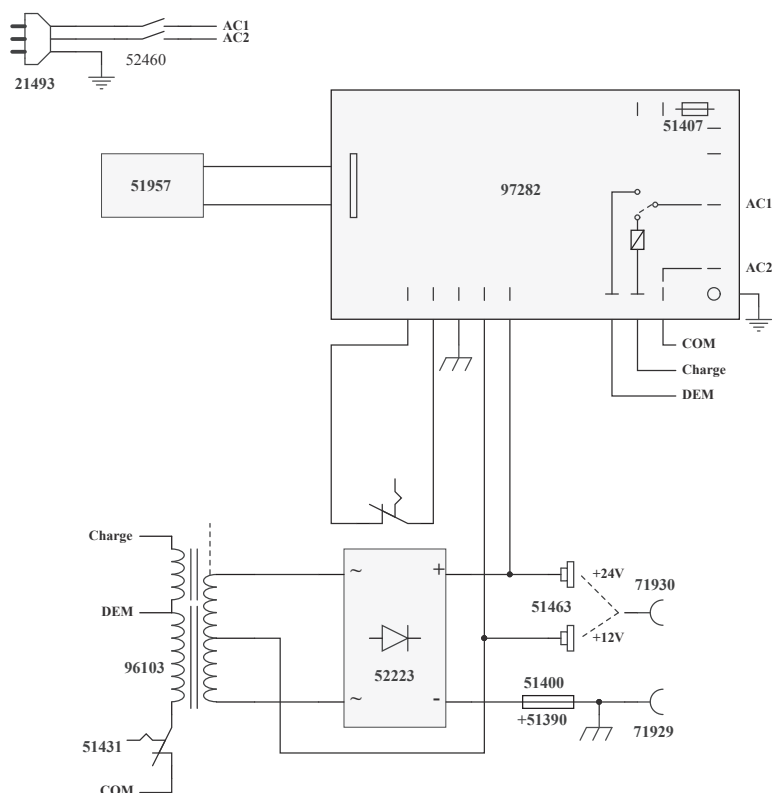 AC1
AC2
52460
21493
51407
51957
97282
AC1
AC2
COM
Charge
DEM
Charge
~
+
+24V
71930
51463
DEM
+12V
96103
52223
51400
~
-
+51390
71929
51431
COM